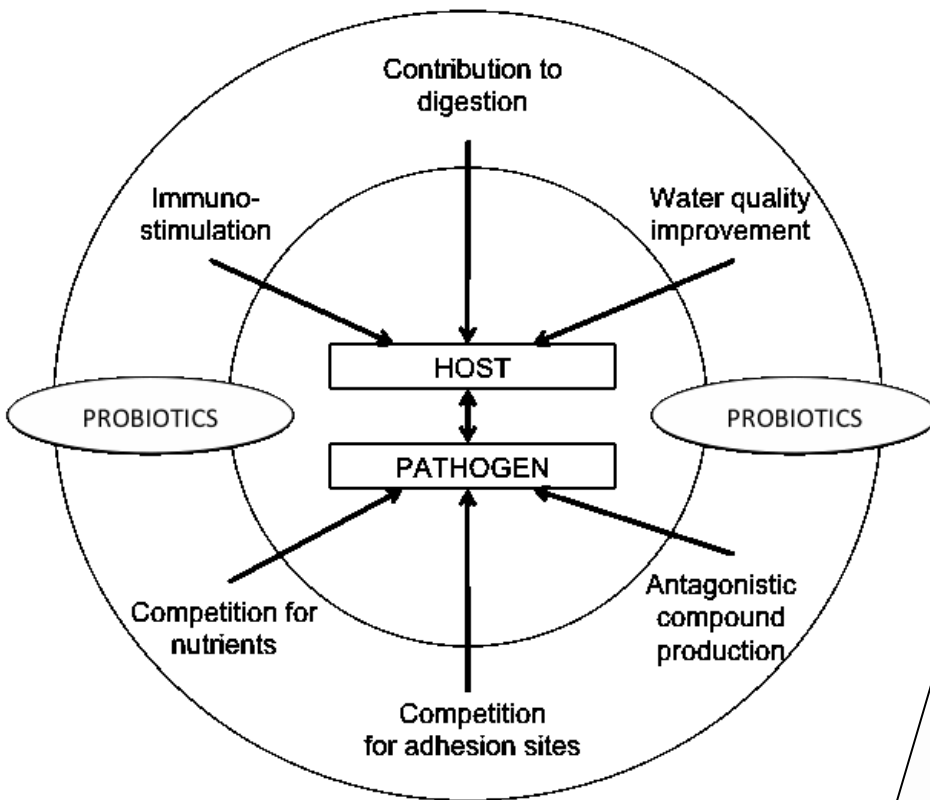 Contribution to
digestion
Immuno-
stimulation
Water quality
improvement
HOST
PROBIOTICS
PROBIOTICS
PATHOGEN
Competition for
nutrients
Antagonistic
compound
production
Competition
for adhesion sites